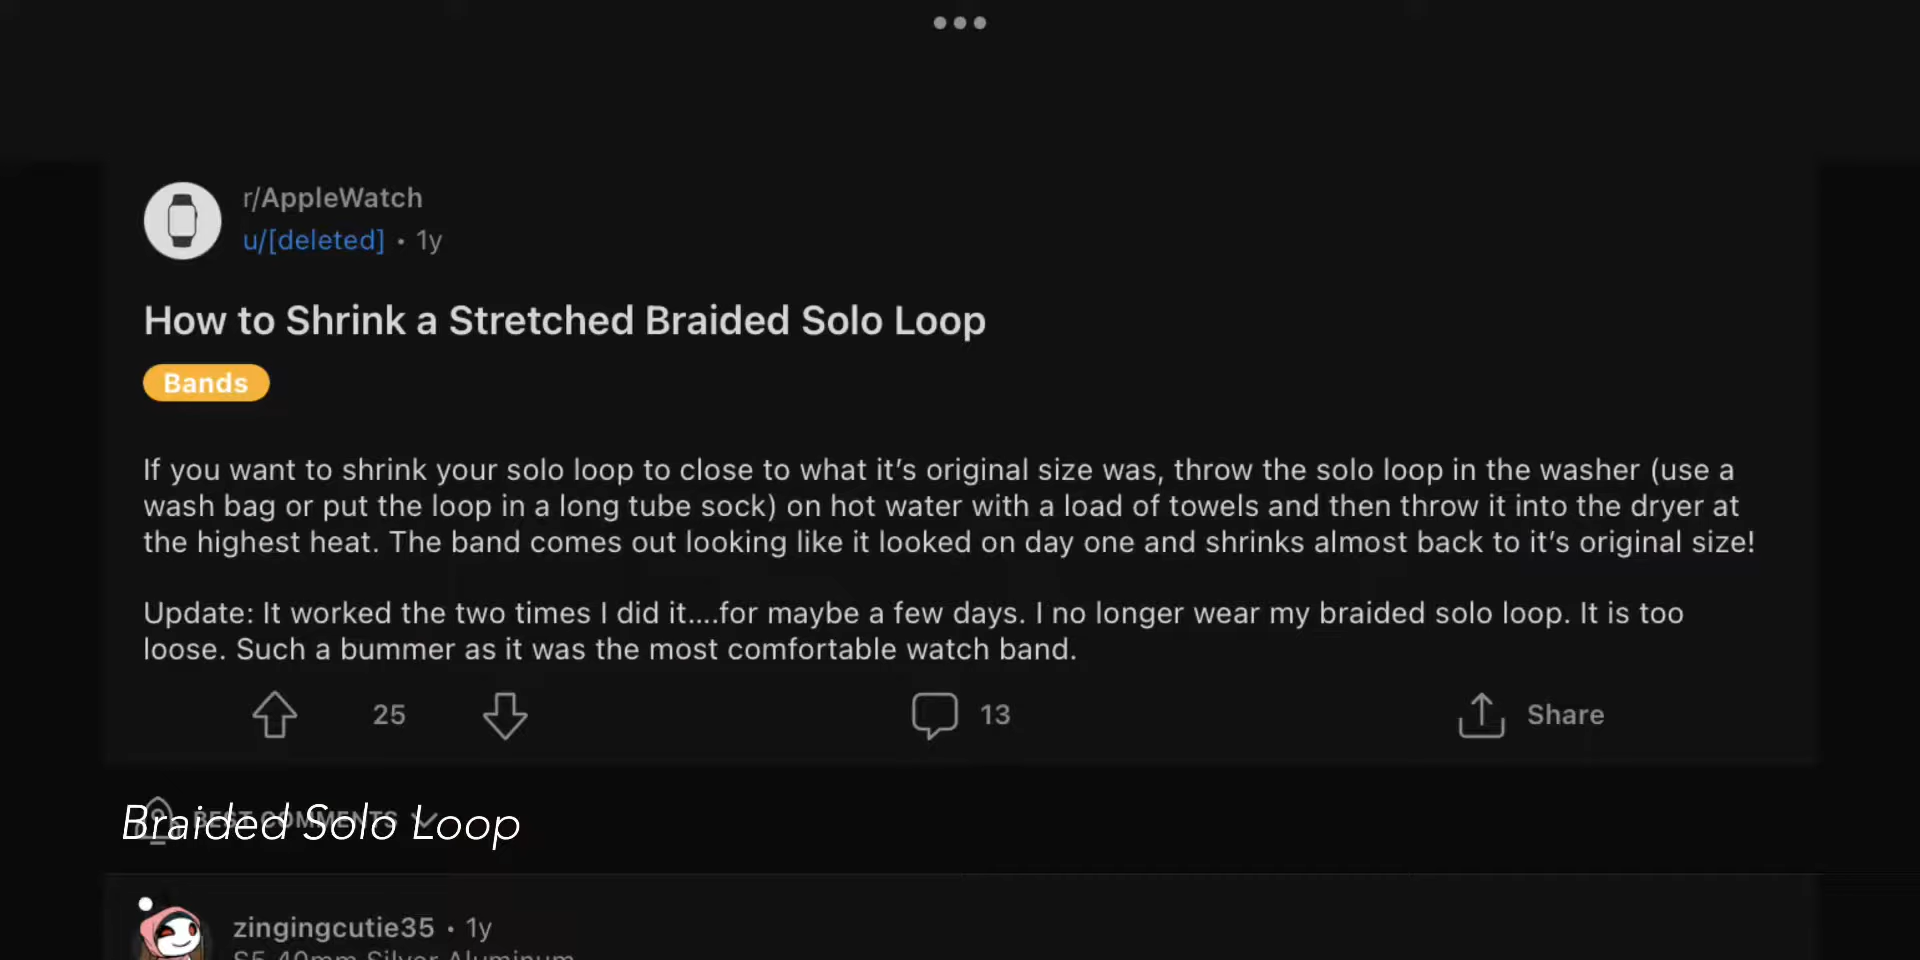 r/AppleWatch
u/[deleted] • 1y
How to Shrink a Stretched Braided Solo Loop
Bands
If you want to shrink your solo loop to close to what it’s original size was, throw the solo loop in the washer (use a
wash bag or put the loop in a long tube sock) on hot water with a load of towels and then throw it into the dryer at
the highest heat. The band comes out looking like it looked on day one and shrinks almost back to it’s original size!
Update: It worked the two times I did it....for maybe a few days. I no longer wear my braided solo loop. It is too
loose. Such a bummer as it was the most comfortable watch band.
25
13
Share
BEST COMMENTS
Braided Solo Loop
zingingcutie35 • 1y
S5 40mm Silver Aluminum